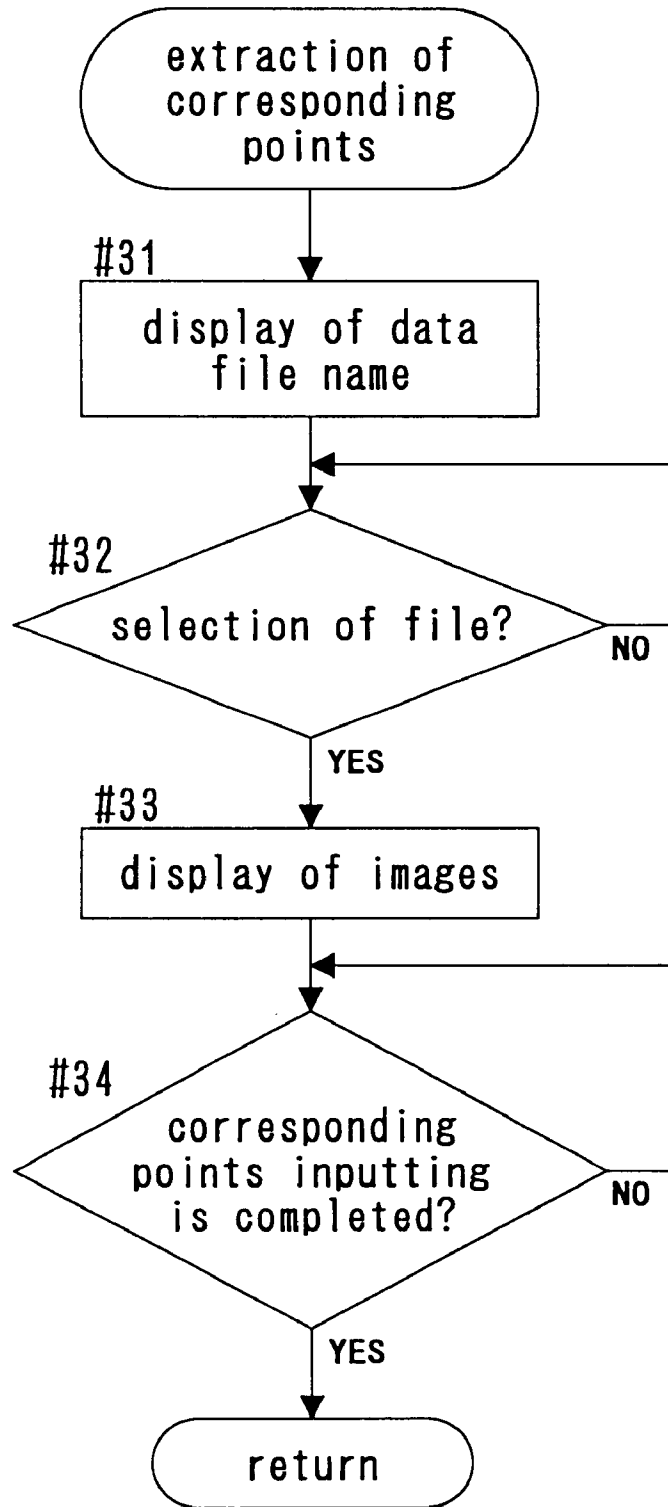 extraction of
corresponding
points
#31
display of data
file name
#32
selection of file?
NO
YES
#33
display of images
#34
corresponding
points inputting
is completed?
NO
YES
return